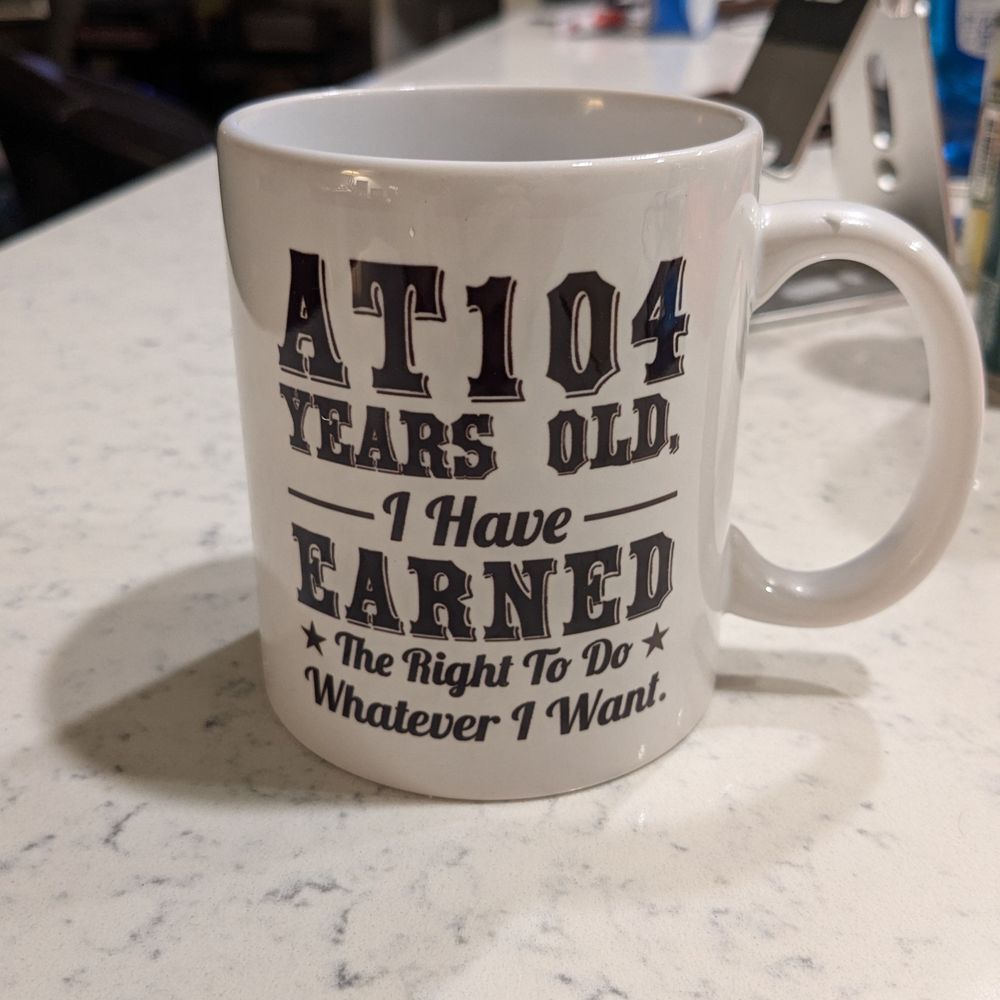 AT 104
YEARS OLD,
I Have
EARNED
The Right To Do
Whatever I Want.